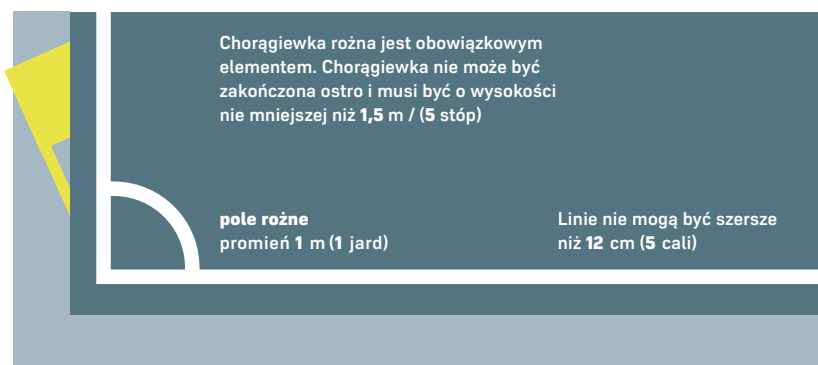 Chorągiewka rożna jest obowiązkowym
elementem. Chorągiewka nie może być
zakończona ostro i musi być o wysokości
nie mniejszej niż 1,5 m / (5 stóp)
pole rożne
promień 1 m (1 jard)
Linie nie mogą być szersze
niż 12 cm (5 cali)